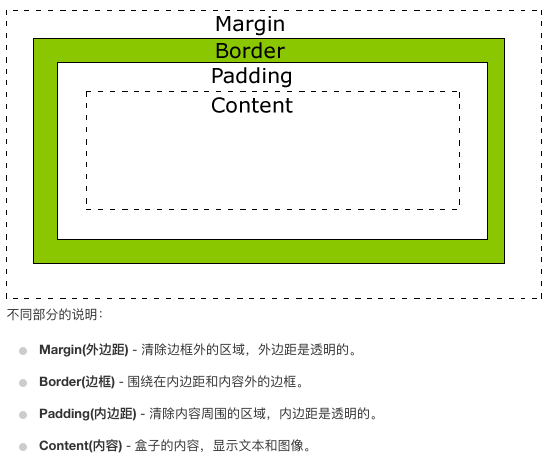 Margin
Border
Padding
Content
不同部分的说明：
Margin(外边距) - 清除边框外的区域，外边距是透明的。
Border(边框) - 围绕在内边距和内容外的边框。
Padding(内边距) - 清除内容周围的区域，内边距是透明的。
Content(内容) - 盒子的内容，显示文本和图像。